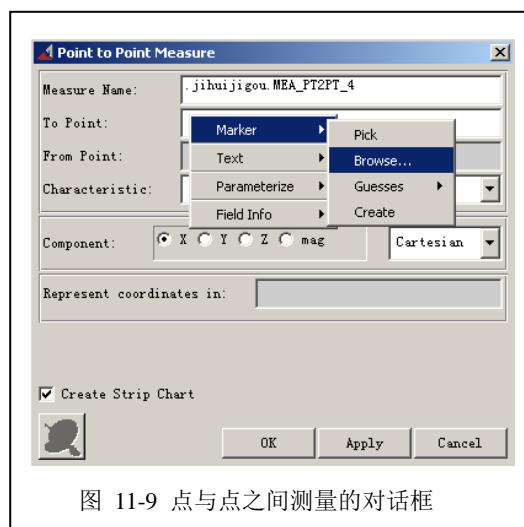 Point to Point Measure
Measure Name: .jihuijigou.MEA_PT2PT_4
To Point:
Marker
Pick
From Point:
Text
Browse...
Characteristic:
Parameterize
Guesses
Field Info
Create
Component: X Y Z mag Cartesian
Represent coordinates in:
Create Strip Chart
OK Apply Cancel
图 11-9 点与点之间测量的对话框